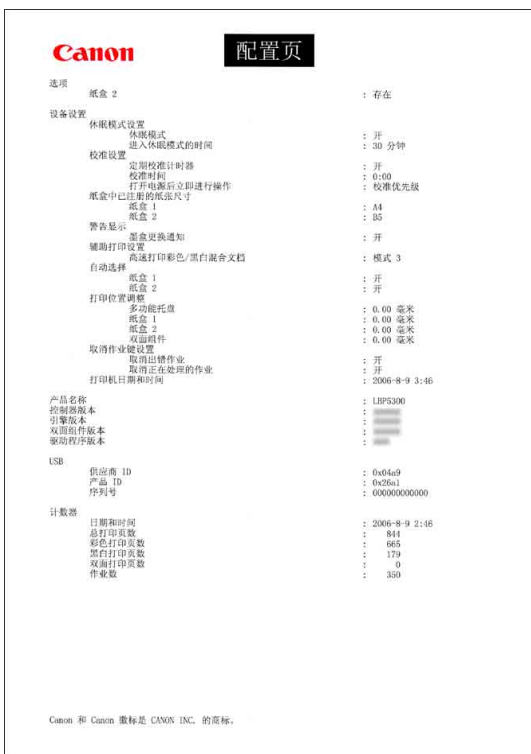 Canon
配置页
选项
纸盒 2 : 存在
设备设置
休眠模式设置
休眠模式 : 开
进入休眠模式的时间 : 30 分钟
校准设置
定期校准计时器 : 开
校准时间 : 0:00
打开电源后立即进行操作 : 校准优先级
纸盒中已注册的纸张尺寸
纸盒 1 : A4
纸盒 2 : B5
警告显示
墨盒更换通知 : 开
辅助打印设置
高速打印彩色/黑白混合文档 : 模式 3
自动选择
纸盒 1 : 开
纸盒 2 : 开
打印位置调整
多功能托盘 : 0.00 毫米
纸盒 1 : 0.00 毫米
纸盒 2 : 0.00 毫米
双面组件 : 0.00 毫米
取消作业键设置
取消出错作业 : 开
取消正在处理的作业 : 开
打印机日期和时间 : 2006-8-9 3:46
产品名称 : LBP5300
控制器版本 :
引擎版本 :
双面组件版本 :
驱动程序版本 :
USB
供应商 ID : 0x04a9
产品 ID : 0x26a1
序列号 : 000000000000
计数器
日期和时间 : 2006-8-9 2:46
总打印页数 : 844
彩色打印页数 : 665
黑白打印页数 : 179
双面打印页数 : 0
作业数 : 350
Canon 和 Canon 徽标是 CANON INC. 的商标。